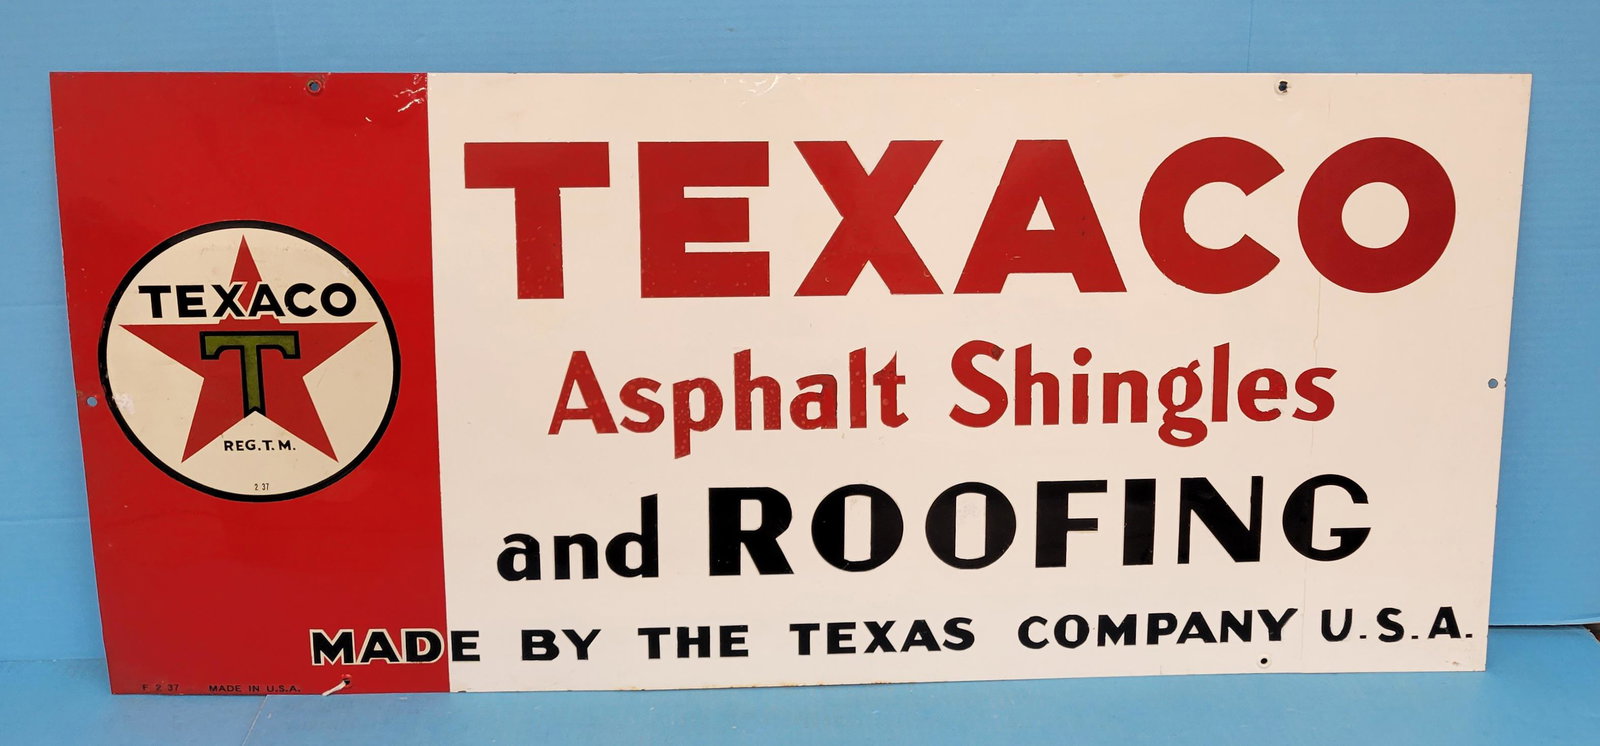 TEXACO
T
REG. T. M.
2 37
TEXACO
Asphalt Shingles
and ROOFING
MADE BY THE TEXAS COMPANY U.S.A.
F 2 37 MADE IN U.S.A.